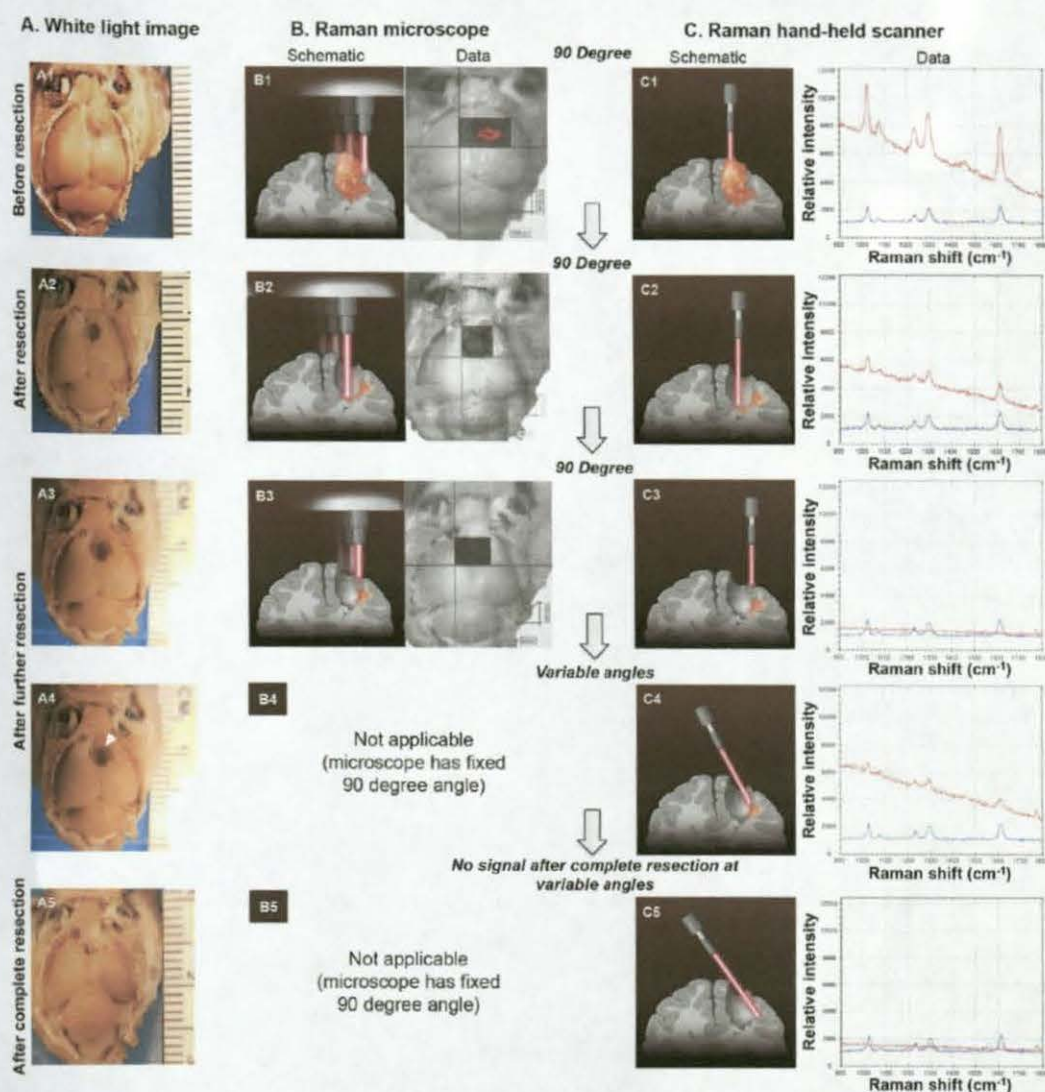 A. White light image
B. Raman microscope
C. Raman hand-held scanner
Schematic
Data
90 Degree
Schematic
Data
Before resection
A1
B1
C1
Relative intensity
Raman shift (cm-1)
90 Degree
After resection
A2
B2
C2
Relative intensity
Raman shift (cm-1)
90 Degree
After further resection
A3
B3
C3
Relative intensity
Raman shift (cm-1)
Variable angles
A4
B4
Not applicable
(microscope has fixed
90 degree angle)
C4
Relative intensity
Raman shift (cm-1)
No signal after complete resection at
variable angles
After complete resection
A5
B5
Not applicable
(microscope has fixed
90 degree angle)
C5
Relative intensity
Raman shift (cm-1)